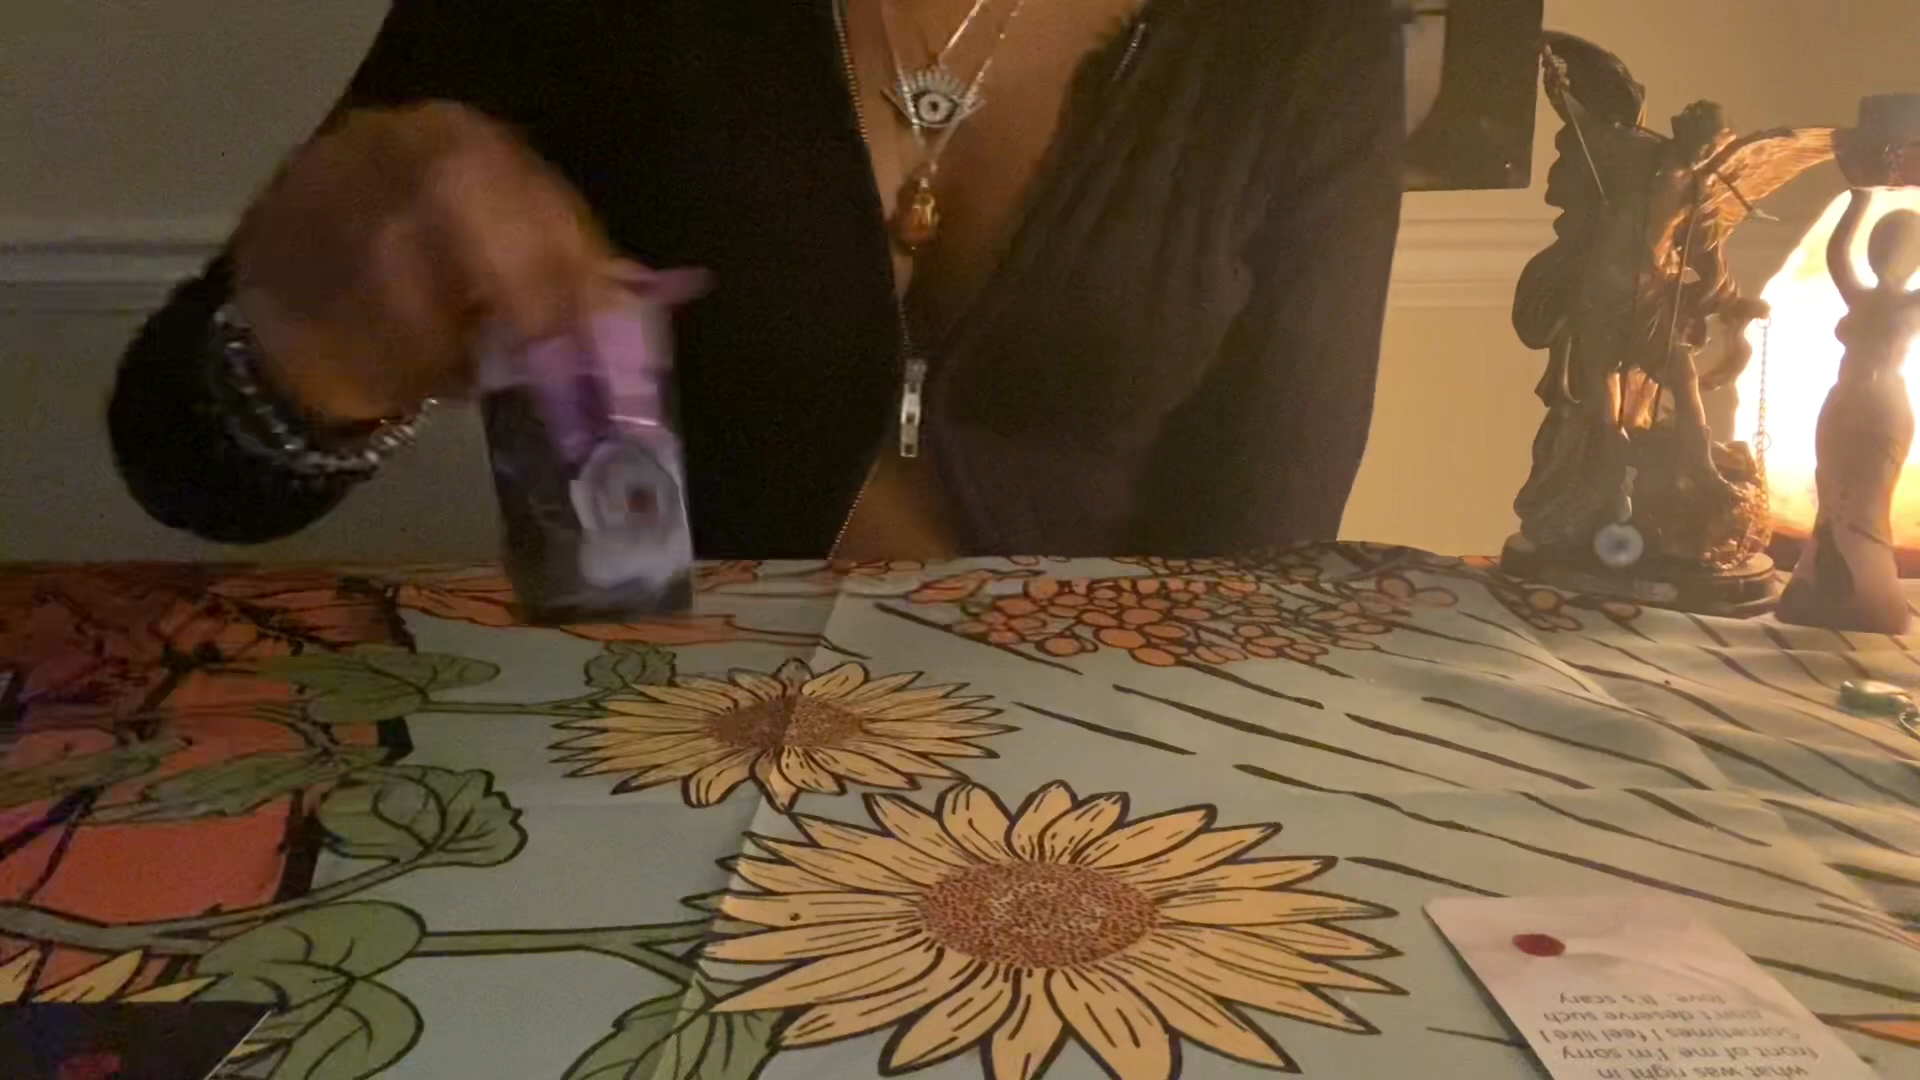 what was right in
front of me. I'm sorry
Sometimes I feel like I
don't deserve such
love. It's scary